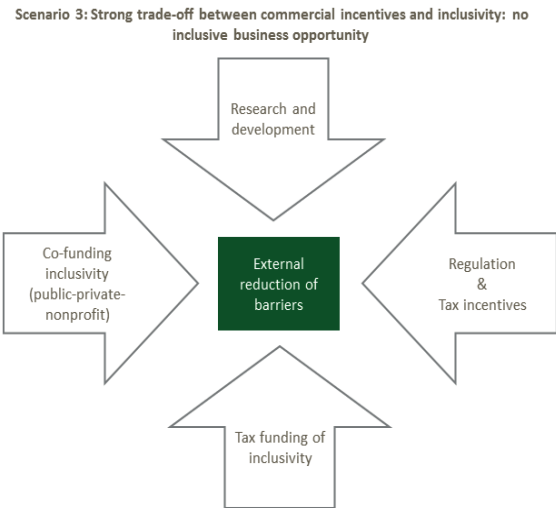 Scenario 3: Strong trade-off between commercial incentives and inclusivity: no
inclusive business opportunity
Research and
development
Co-funding
inclusivity
(public-private-
nonprofit)
External
reduction of
barriers
Regulation
&
Tax incentives
Tax funding of
inclusivity